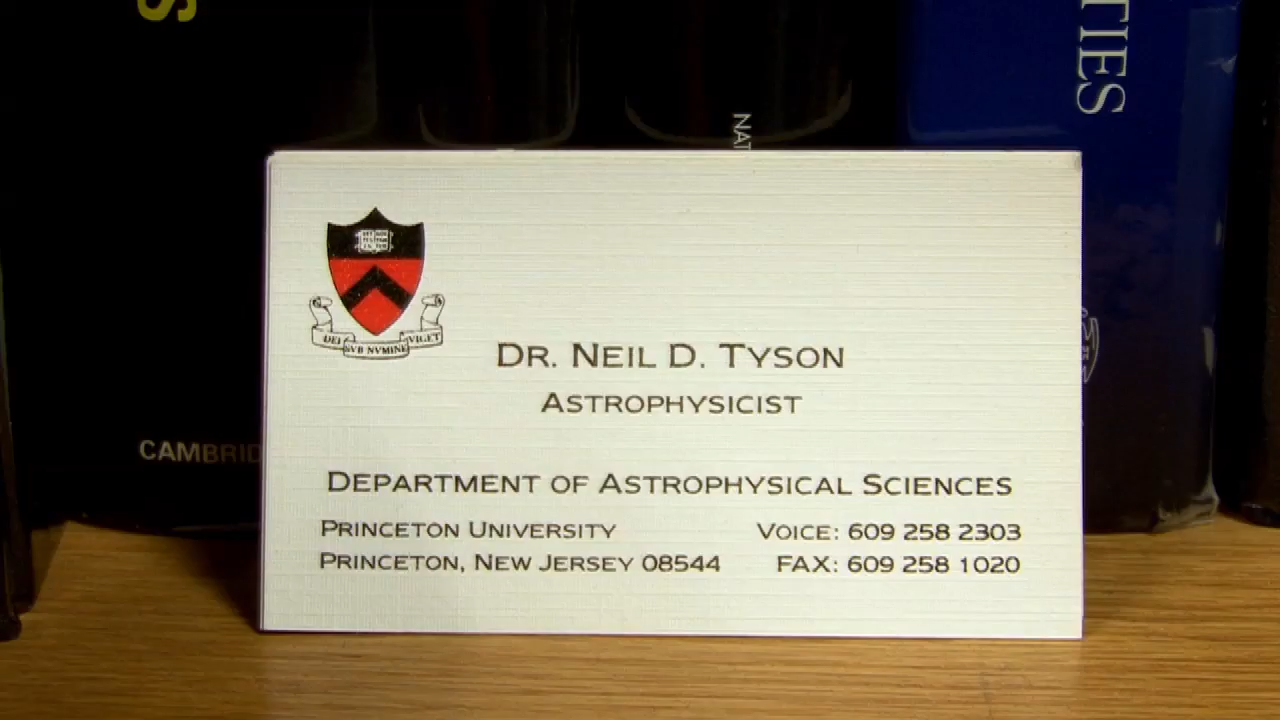 S
TIES
NAT
DEI
SVB NVMINE
VIGET
DR. NEIL D. TYSON
ASTROPHYSICIST
CAMBRID
DEPARTMENT OF ASTROPHYSICAL SCIENCES
PRINCETON UNIVERSITY
VOICE: 609 258 2303
PRINCETON, NEW JERSEY 08544
FAX: 609 258 1020